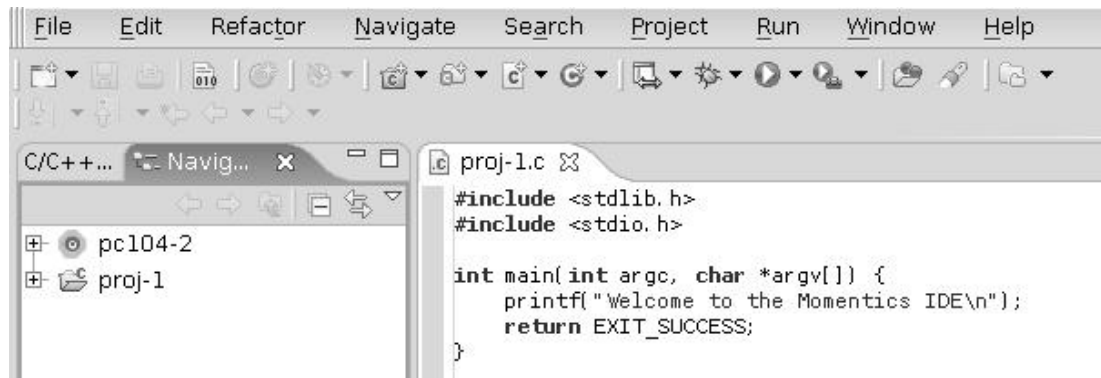 File Edit Refactor Navigate Search Project Run Window Help
010
C/C++... Navig...
proj-1.c
#include <stdlib.h>
#include <stdio.h>
int main(int argc, char *argv[]) {
printf("Welcome to the Momentics IDE\n");
return EXIT_SUCCESS;
}
pc104-2
proj-1